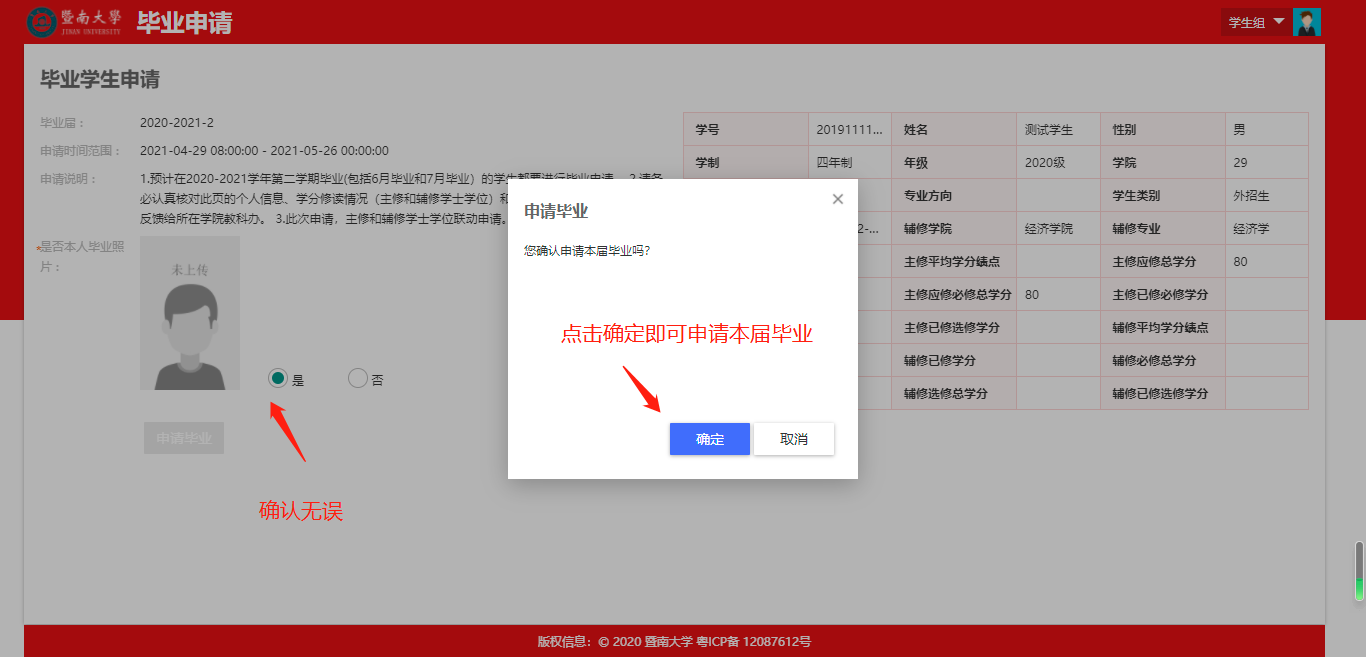 暨南大學
JINAN UNIVERSITY
毕业申请
学生组
毕业学生申请
毕业届：
2020-2021-2
申请时间范围：
2021-04-29 08:00:00 - 2021-05-26 00:00:00
申请说明：
1.预计在2020-2021学年第二学期毕业(包括6月毕业和7月毕业）的学生都要进行毕业申请。 2.请务
必认真核对此页的个人信息、学分修读情况（主修和辅修学士学位）和
反馈给所在学院教科办。 3.此次申请，主修和辅修学士学位联动申请。
*是否本人毕业照
片：
未上传
是
否
申请毕业
确认无误
学号 20191111... 姓名 测试学生 性别 男
学制 四年制 年级 2020级 学院 29
专业方向 学生类别 外招生
2-... 辅修学院 经济学院 辅修专业 经济学
主修平均学分绩点 主修应修总学分 80
主修应修必修总学分 80 主修已修必修学分
主修已修选修学分 辅修平均学分绩点
辅修已修学分 辅修必修总学分
辅修选修总学分 辅修已修选修学分
申请毕业
×
您确认申请本届毕业吗?
点击确定即可申请本届毕业
确定
取消
版权信息：© 2020 暨南大学 粤ICP备 12087612号